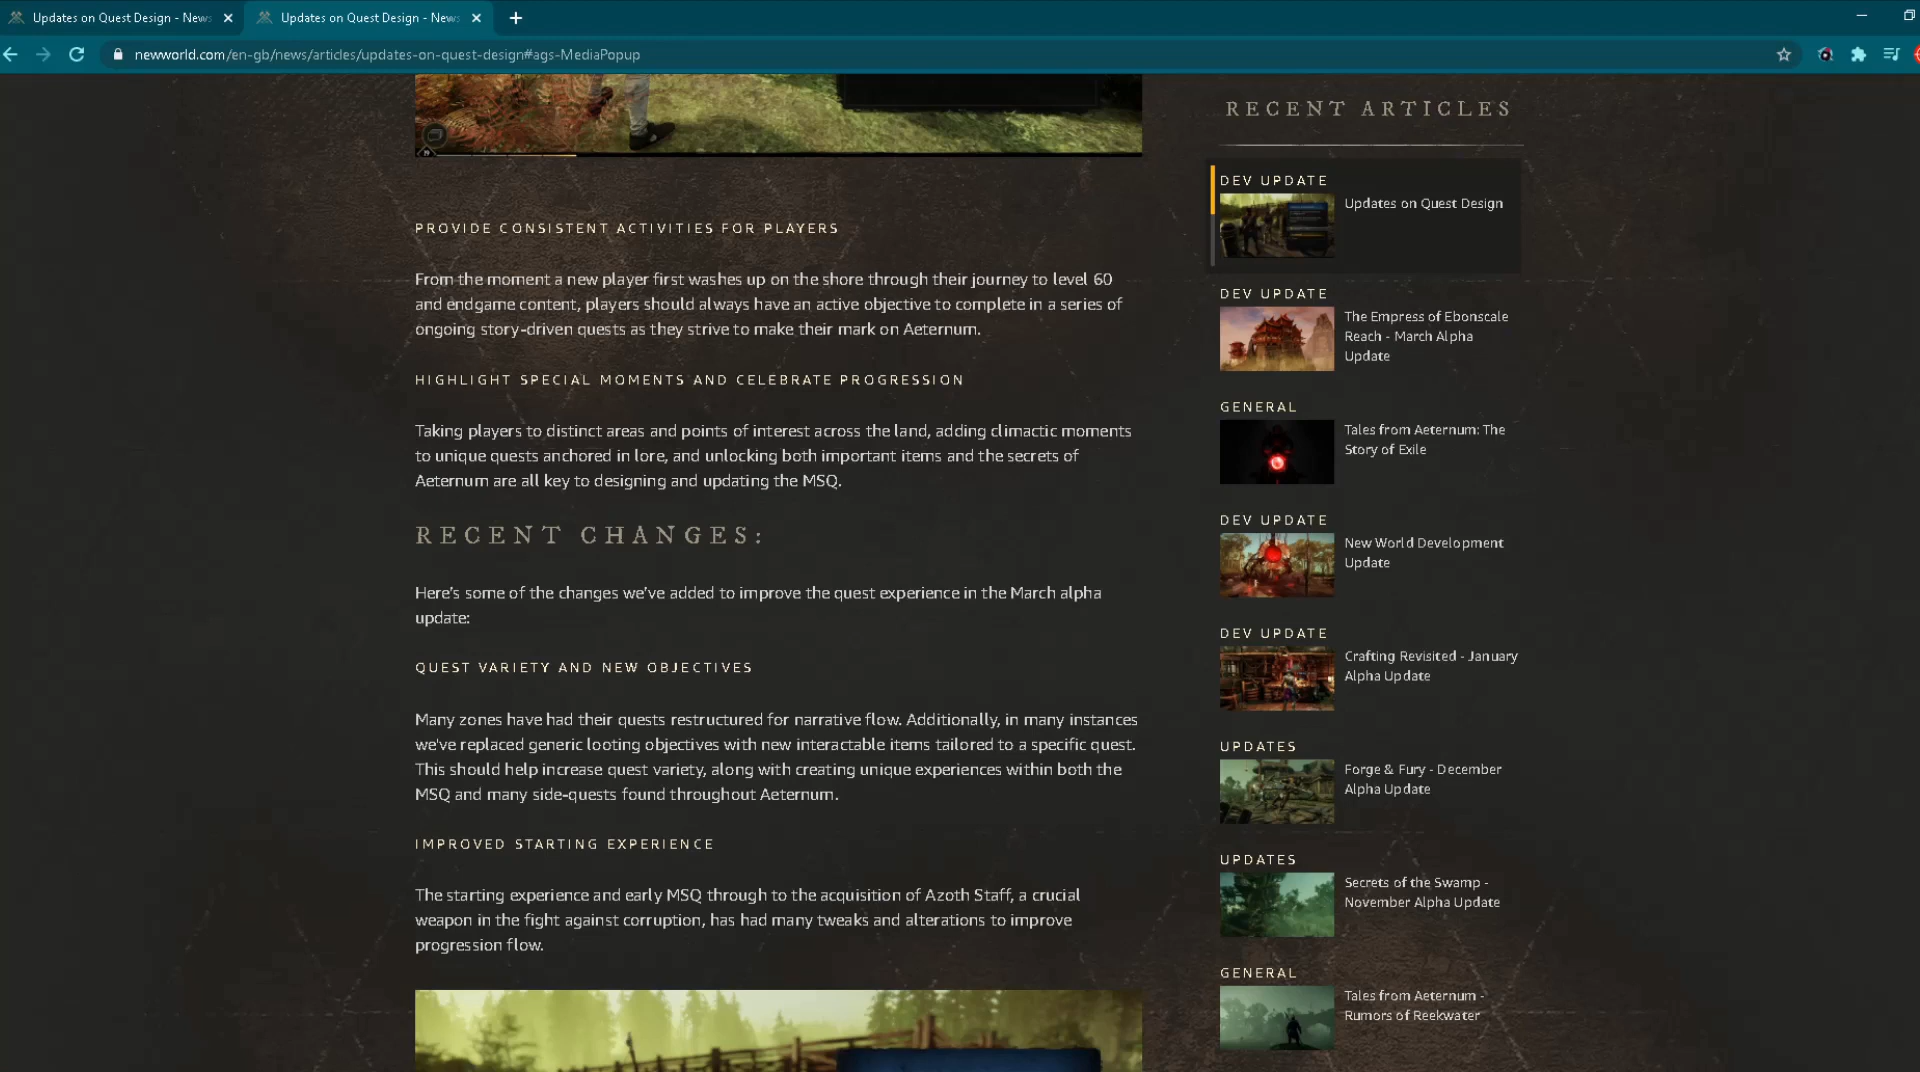 Updates on Quest Design - News
Updates on Quest Design - News
newworld.com/en-gb/news/articles/updates-on-quest-design#ags-MediaPopup
PROVIDE CONSISTENT ACTIVITIES FOR PLAYERS
From the moment a new player first washes up on the shore through their journey to level 60
and endgame content, players should always have an active objective to complete in a series of
ongoing story-driven quests as they strive to make their mark on Aeternum.
HIGHLIGHT SPECIAL MOMENTS AND CELEBRATE PROGRESSION
Taking players to distinct areas and points of interest across the land, adding climactic moments
to unique quests anchored in lore, and unlocking both important items and the secrets of
Aeternum are all key to designing and updating the MSQ.
RECENT CHANGES:
Here's some of the changes we've added to improve the quest experience in the March alpha
update:
QUEST VARIETY AND NEW OBJECTIVES
Many zones have had their quests restructured for narrative flow. Additionally, in many instances
we've replaced generic looting objectives with new interactable items tailored to a specific quest.
This should help increase quest variety, along with creating unique experiences within both the
MSQ and many side-quests found throughout Aeternum.
IMPROVED STARTING EXPERIENCE
The starting experience and early MSQ through to the acquisition of Azoth Staff, a crucial
weapon in the fight against corruption, has had many tweaks and alterations to improve
progression flow.
RECENT ARTICLES
DEV UPDATE
Updates on Quest Design
DEV UPDATE
The Empress of Ebonscale
Reach - March Alpha
Update
GENERAL
Tales from Aeternum: The
Story of Exile
DEV UPDATE
New World Development
Update
DEV UPDATE
Crafting Revisited - January
Alpha Update
UPDATES
Forge & Fury - December
Alpha Update
UPDATES
Secrets of the Swamp -
November Alpha Update
GENERAL
Tales from Aeternum -
Rumors of Reekwater